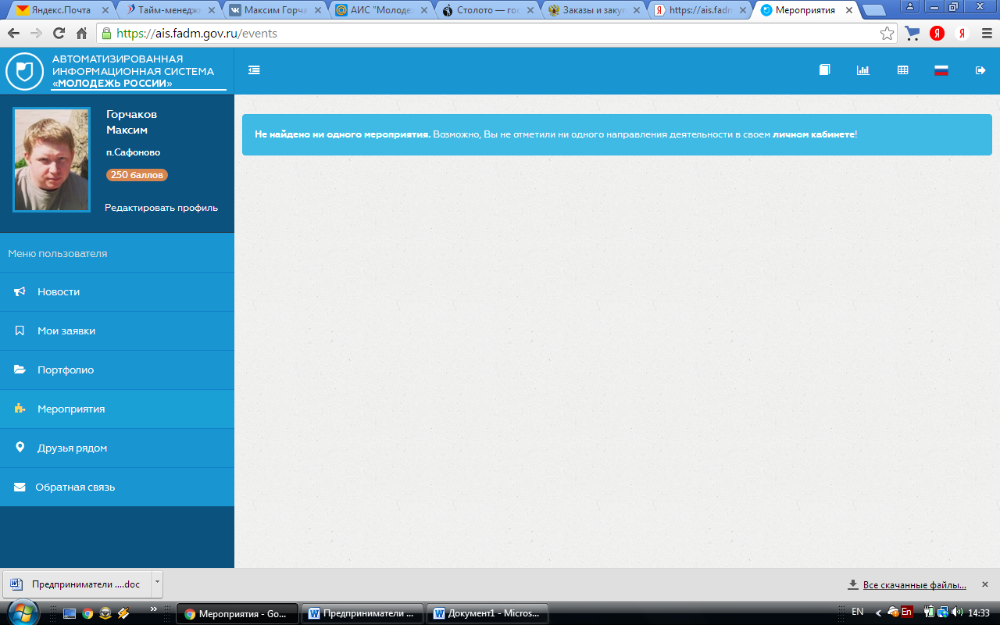 Яндекс.Почта
Тайм-менеджм
Максим Горча
АИС "Молоде
Столото — гос
Заказы и закуп
https://ais.fadm
Мероприятия
https://ais.fadm.gov.ru/events
АВТОМАТИЗИРОВАННАЯ
ИНФОРМАЦИОННАЯ СИСТЕМА
«МОЛОДЕЖЬ РОССИИ»
Горчаков
Максим
п.Сафоново
250 баллов
Редактировать профиль
Меню пользователя
Новости
Мои заявки
Портфолио
Мероприятия
Друзья рядом
Обратная связь
Не найдено ни одного мероприятия. Возможно, Вы не отметили ни одного направления деятельности в своем личном кабинете!
Предприниматели ....doc
Все скачанные файлы...
Мероприятия - Go...
Предприниматели ...
Документ1 - Micros...
EN
En
14:33